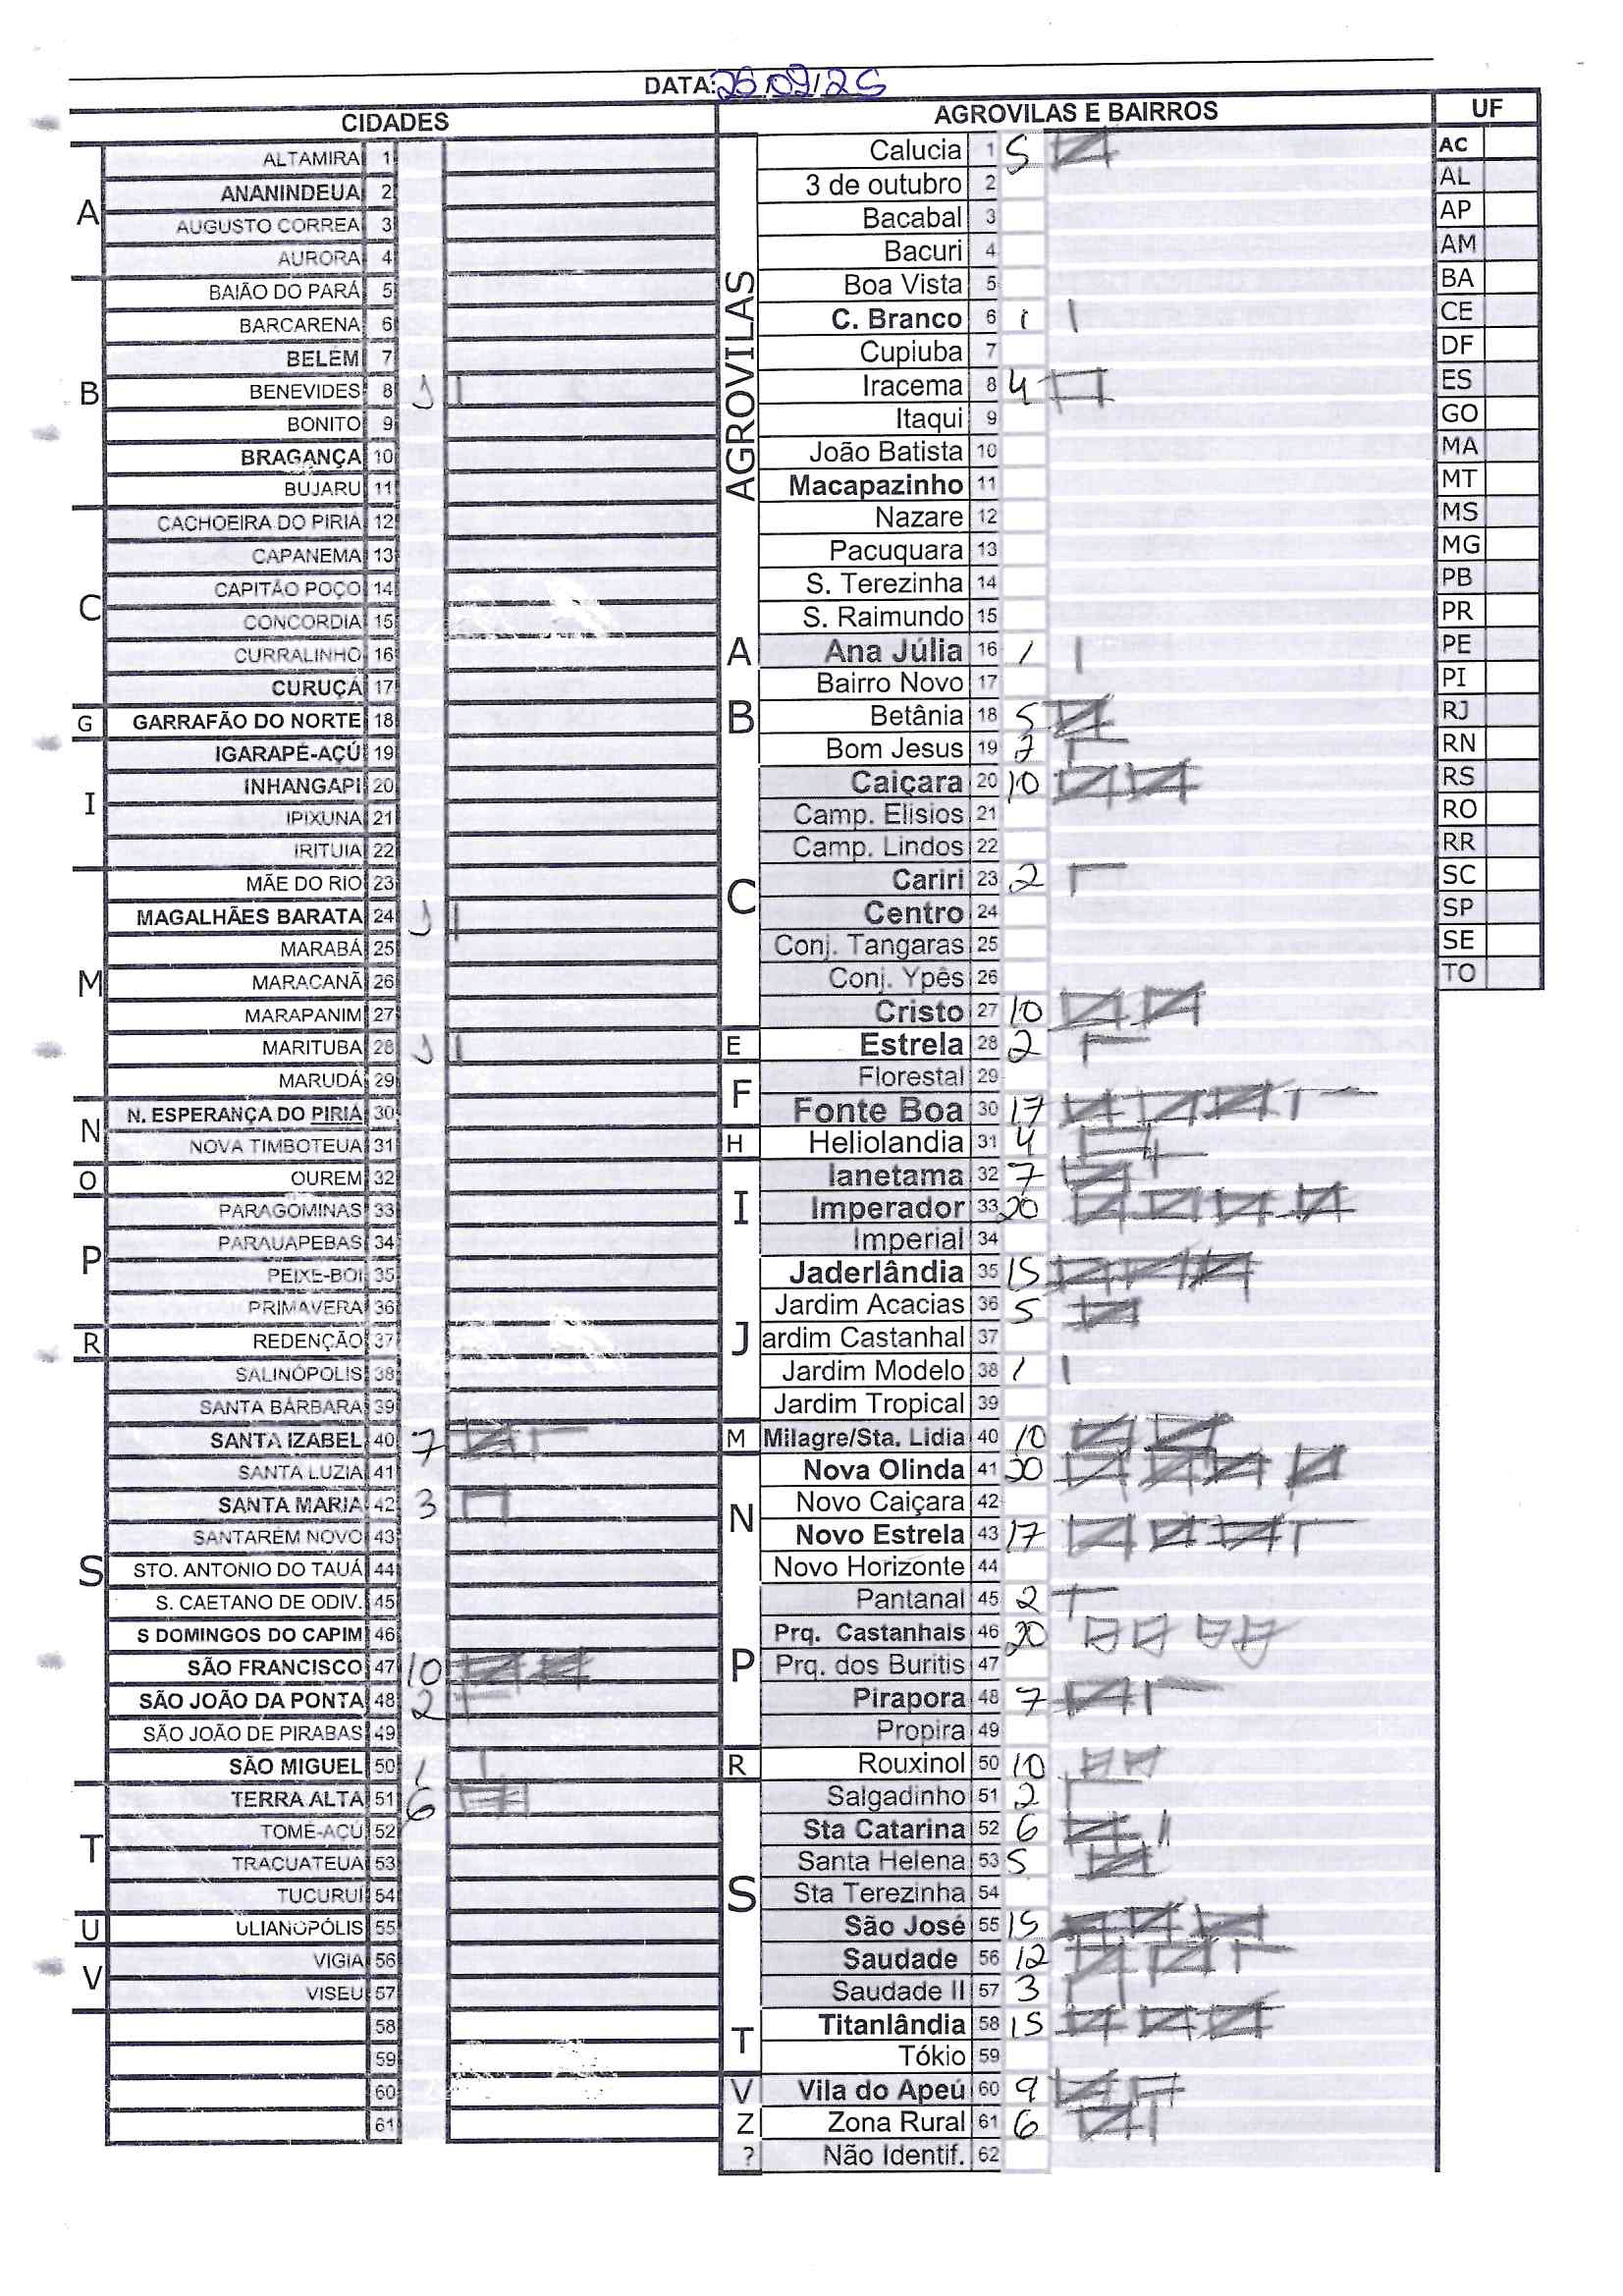 DATA: 26/09/25
CIDADES
A
ALTAMIRA 1
ANANINDEUA 2
AUGUSTO CORREA 3
AURORA 4
B
BAIÃO DO PARÁ 5
BARCARENA 6
BELÉM 7
BENEVIDES 8 1
BONITO 9
BRAGANÇA 10
BUJARU 11
C
CACHOEIRA DO PIRIA 12
CAPANEMA 13
CAPITÃO POÇO 14
CONCORDIA 15
CURRALINHO 16
CURUÇÁ 17
G
GARRAFÃO DO NORTE 18
I
IGARAPÉ-AÇÚ 19
INHANGAPI 20
IPIXUNA 21
IRITUIA 22
M
MÃE DO RIO 23
MAGALHÃES BARATA 24 1
MARABÁ 25
MARACANÃ 26
MARAPANIM 27
MARITUBA 28 1
MARUDÁ 29
N
N. ESPERANÇA DO PIRIÁ 30
NOVA TIMBOTEUA 31
O
OUREM 32
P
PARAGOMINAS 33
PARAUAPEBAS 34
PEIXE-BOI 35
PRIMAVERA 36
R
REDENÇÃO 37
S
SALINÓPOLIS 38
SANTA BÁRBARA 39
SANTA IZABEL 40 7
SANTA LUZIA 41
SANTA MARIA 42 3
SANTARÉM NOVO 43
STO. ANTONIO DO TAUÁ 44
S. CAETANO DE ODIV. 45
S DOMINGOS DO CAPIM 46
SÃO FRANCISCO 47 10
SÃO JOÃO DA PONTA 48 2
SÃO JOÃO DE PIRABAS 49
SÃO MIGUEL 50 1
T
TERRA ALTA 51 6
TOMÉ-AÇU 52
TRACUATEUA 53
TUCURUÍ 54
U
ULIANÓPÓLIS 55
V
VIGIA 56
VISEU 57
58
59
60
61
AGROVILAS E BAIRROS
AGROVILAS
Calucia 1 5
3 de outubro 2
Bacabal 3
Bacuri 4
Boa Vista 5
C. Branco 6 1
Cupiuba 7
Iracema 8 4
Itaqui 9
João Batista 10
Macapazinho 11
Nazare 12
Pacuquara 13
S. Terezinha 14
S. Raimundo 15
A
Ana Júlia 16 1
Bairro Novo 17
B
Betânia 18 5
Bom Jesus 19 2
C
Caiçara 20 10
Camp. Elisios 21
Camp. Lindos 22
Cariri 23 2
Centro 24
Conj. Tangaras 25
Conj. Ypês 26
Cristo 27 10
E
Estrela 28 2
F
Florestal 29
Fonte Boa 30 17
H
Heliolandia 31 4
I
Ianetama 32 7
Imperador 33 20
Imperial 34
J
Jaderlândia 35 15
Jardim Acacias 36 5
ardim Castanhal 37
Jardim Modelo 38 1
Jardim Tropical 39
M
Milagre/Sta. Lidia 40 10
N
Nova Olinda 41 20
Novo Caiçara 42
Novo Estrela 43 17
Novo Horizonte 44
P
Pantanal 45 2
Prq. Castanhais 46 20
Prq. dos Buritis 47
Pirapora 48 7
Propira 49
R
Rouxinol 50 10
S
Salgadinho 51 2
Sta Catarina 52 6
Santa Helena 53 5
Sta Terezinha 54
São José 55 15
Saudade 56 12
Saudade II 57 3
T
Titanlândia 58 15
Tókio 59
V
Vila do Apeú 60 9
Z
Zona Rural 61 6
?
Não Identif. 62
UF
AC
AL
AP
AM
BA
CE
DF
ES
GO
MA
MT
MS
MG
PB
PR
PE
PI
RJ
RN
RS
RO
RR
SC
SP
SE
TO